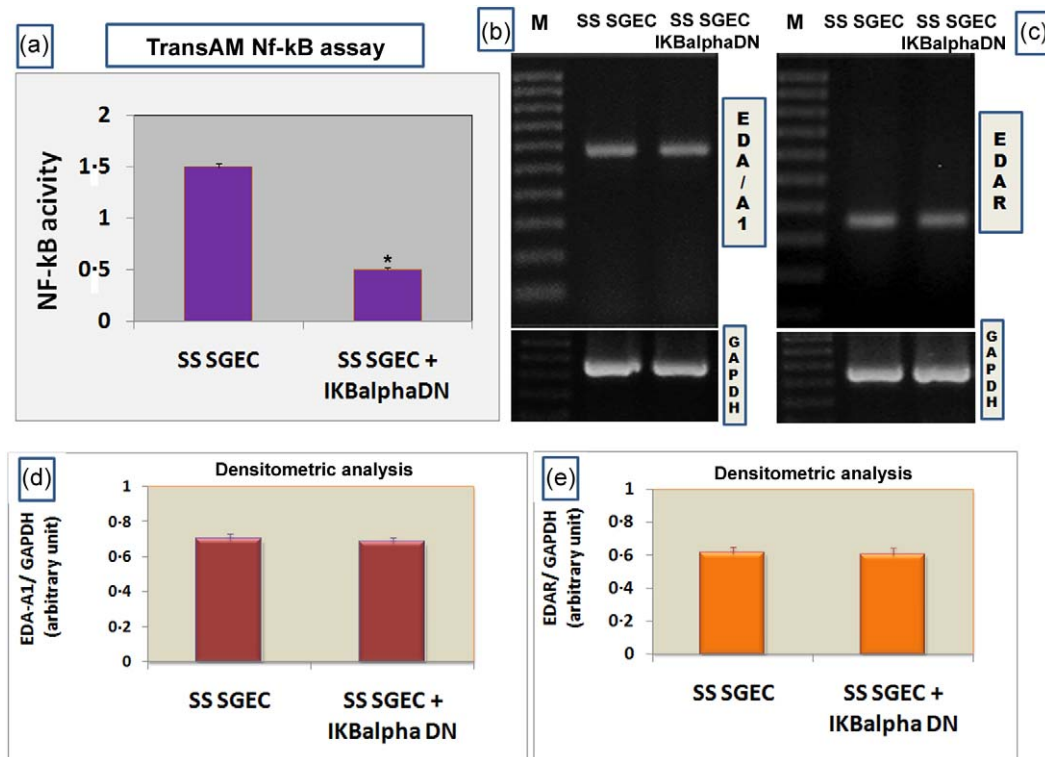 (a)
TransAM Nf-kB assay
NF-kB acivity
2
1·5
1
0·5
0
*
SS SGEC
SS SGEC +
IKBalphaDN
(b)
M
SS SGEC
SS SGEC
IKBalphaDN
EDA/A1
GAPDH
(c)
M
SS SGEC
SS SGEC
IKBalphaDN
EDAR
GAPDH
(d)
Densitometric analysis
EDA-A1/ GAPDH
(arbitrary unit)
1
0·8
0·6
0·4
0·2
0
SS SGEC
SS SGEC +
IKBalpha DN
(e)
Densitometric analysis
EDAR/ GAPDH
(arbitrary unit)
1
0·8
0·6
0·4
0·2
0
SS SGEC
SS SGEC +
IKBalpha DN